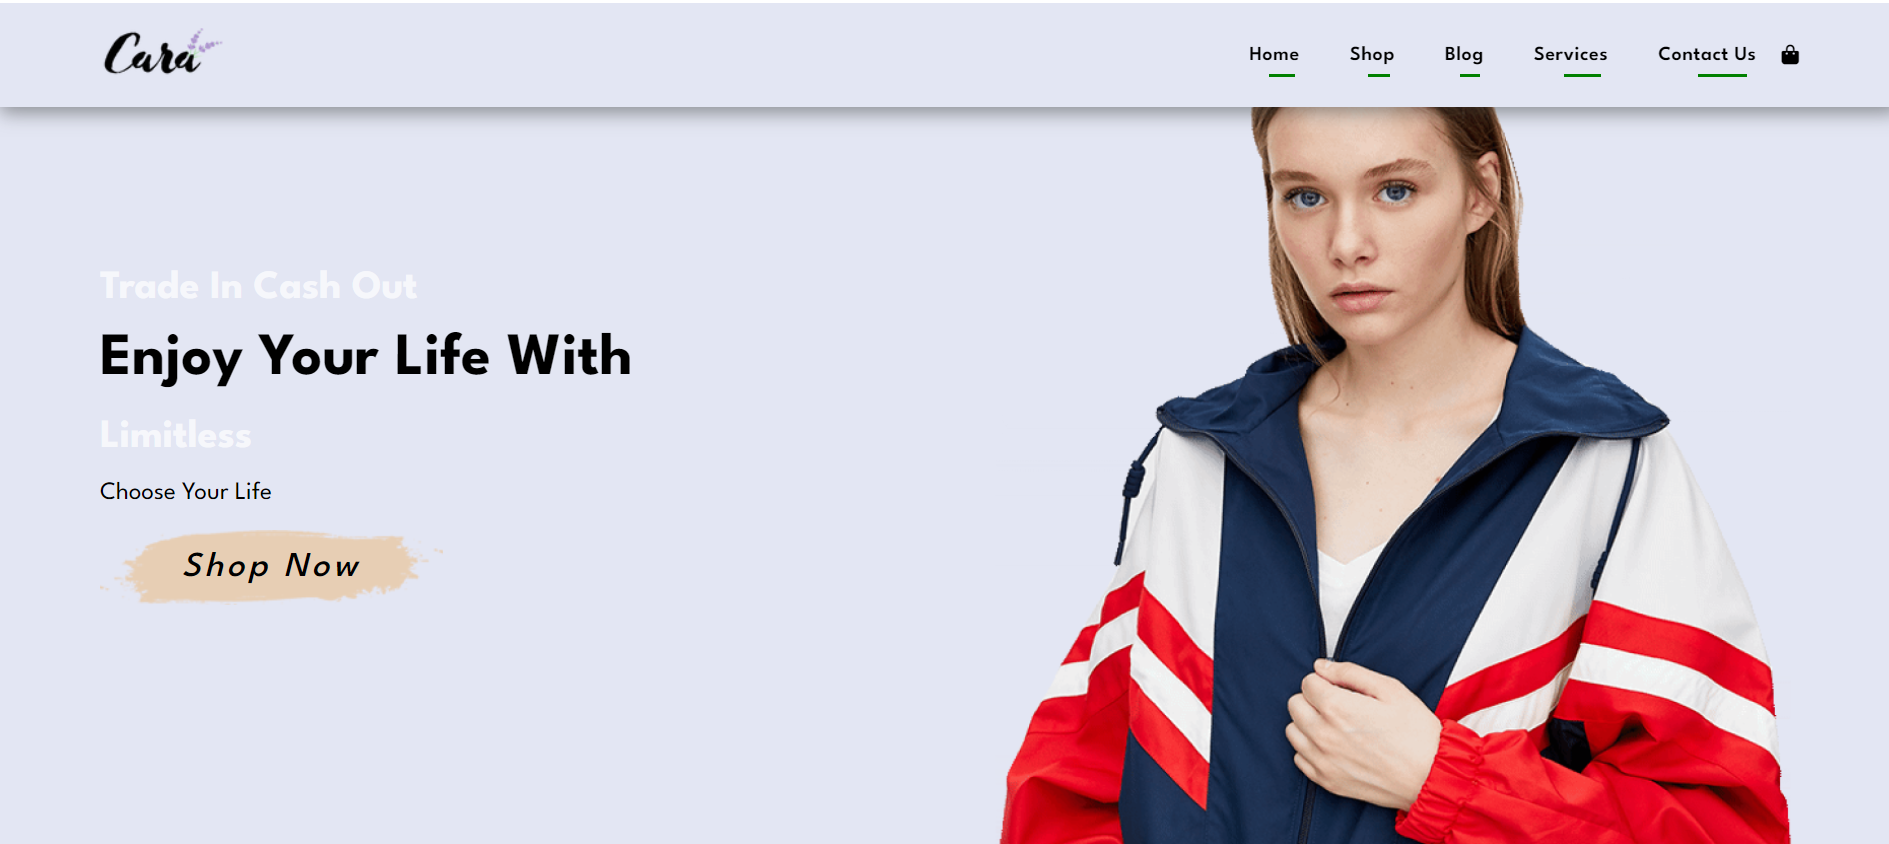 Cara
Home Shop Blog Services Contact Us
Trade In Cash Out
Enjoy Your Life With
Limitless
Choose Your Life
Shop Now